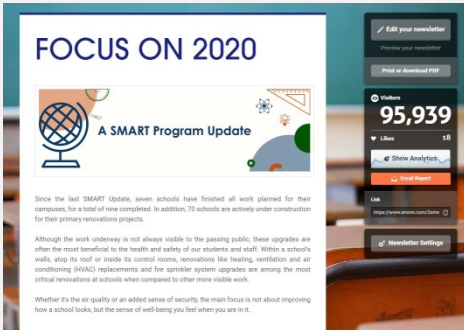 FOCUS ON 2020
A SMART Program Update
Since the last SMART Update, seven schools have finished all work planned for their
campuses, for a total of nine completed. In addition, 70 schools are actively under construction
for their primary renovations projects.
Although the work underway is not always visible to the passing public, these upgrades are
often the most beneficial to the health and safety of our students and staff. Within a school's
walls, atop its roof or inside its control rooms, renovations like heating, ventilation and air
conditioning (HVAC) replacements and fire sprinkler system upgrades are among the most
critical renovations at schools when compared to other more visible work.
Whether it's the air quality or an added sense of security, the main focus is not about improving
how a school looks, but the sense of well-being you feel when you are in it.
Edit your newsletter
Preview your newsletter
Print or download PDF
Visitors
95,939
Likes 18
Show Analytics
Email Report
Link
https://www.smore.com/2amw
Newsletter Settings